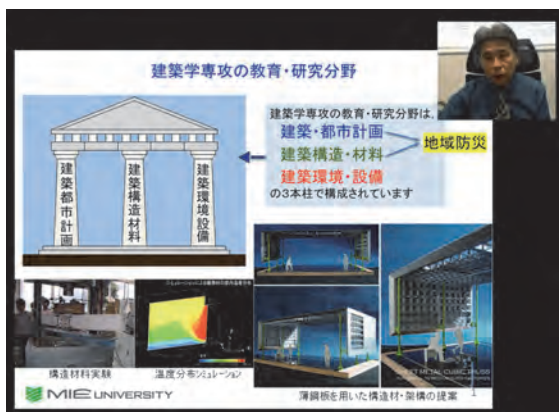 建築学専攻の教育・研究分野
建築学専攻の教育・研究分野は、
建築・都市計画
地域防災
建築構造・材料
建築環境・設備
の3本柱で構成されています
建築都市計画
建築構造材料
建築環境設備
構造材料実験
温度分布シミュレーション
薄鋼板を用いた構造材・架構の提案
MIE UNIVERSITY